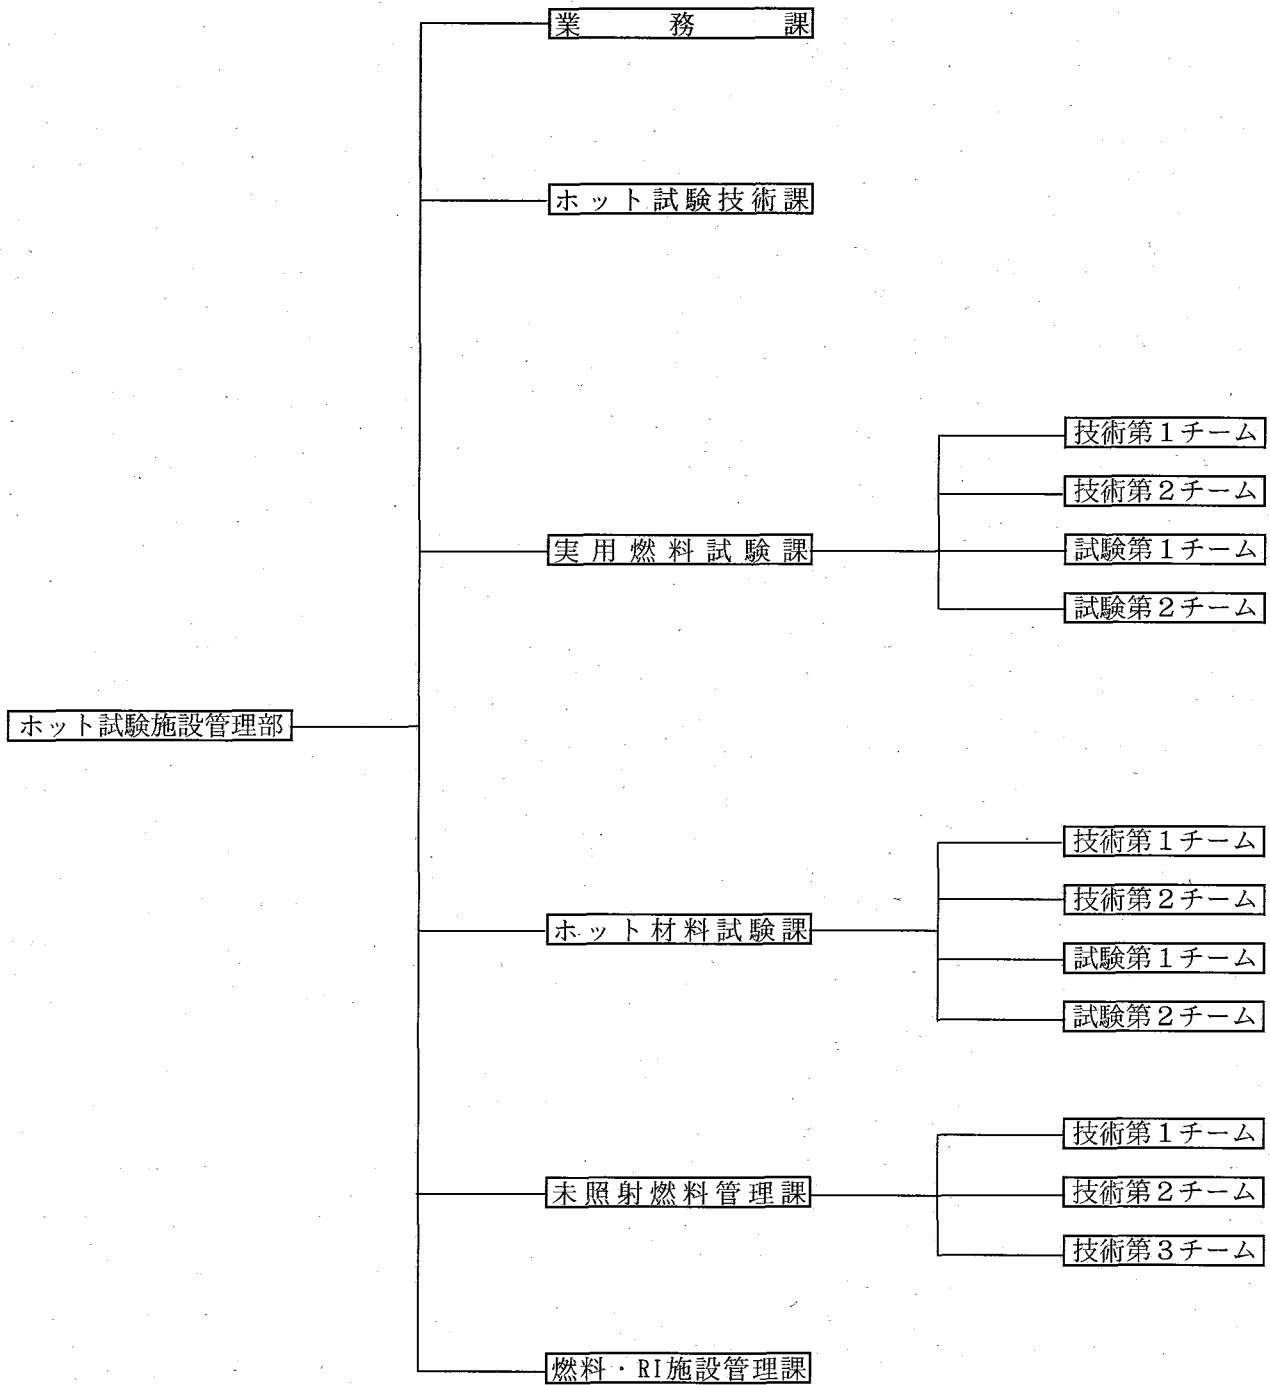 業務課
ホット試験技術課
実用燃料試験課
技術第１チーム
技術第２チーム
試験第１チーム
試験第２チーム
ホット試験施設管理部
ホット材料試験課
技術第１チーム
技術第２チーム
試験第１チーム
試験第２チーム
未照射燃料管理課
技術第１チーム
技術第２チーム
技術第３チーム
燃料・RI施設管理課